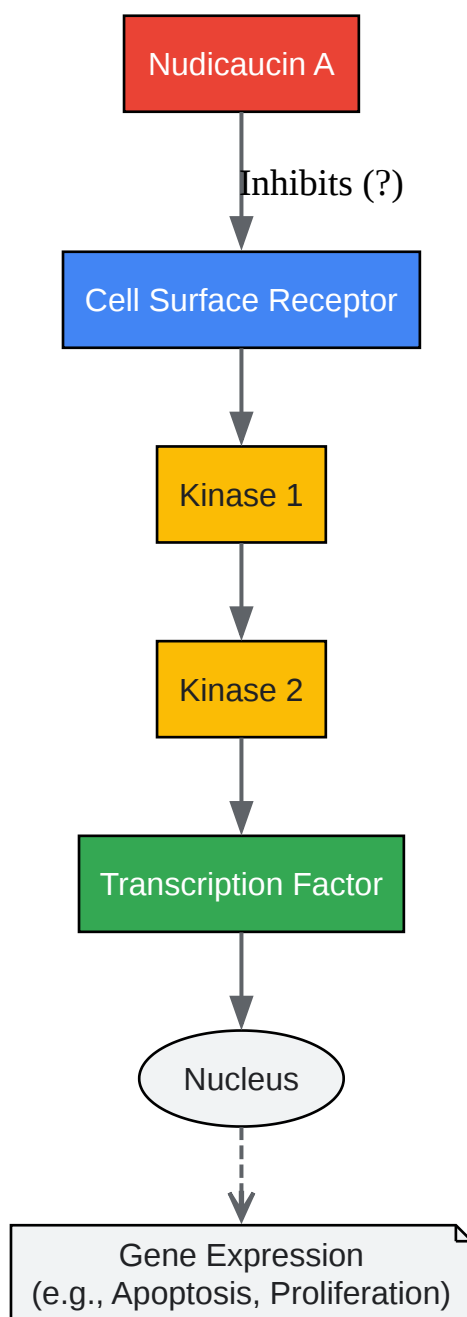 Nudicaucin A
Inhibits (?)
Cell Surface Receptor
Kinase 1
Kinase 2
Transcription Factor
Nucleus
Gene Expression
(e.g., Apoptosis, Proliferation)